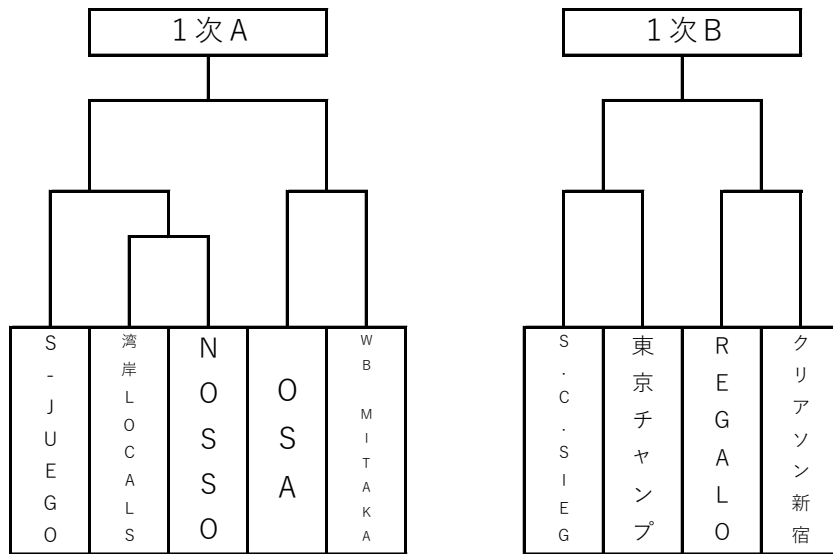 1次A
1次B
S-JUEGO
湾岸LOCALS
NOSSO
OSA
WB MITAKA
S.C.SIEG
東京チャンプ
REGALO
クリアソン新宿